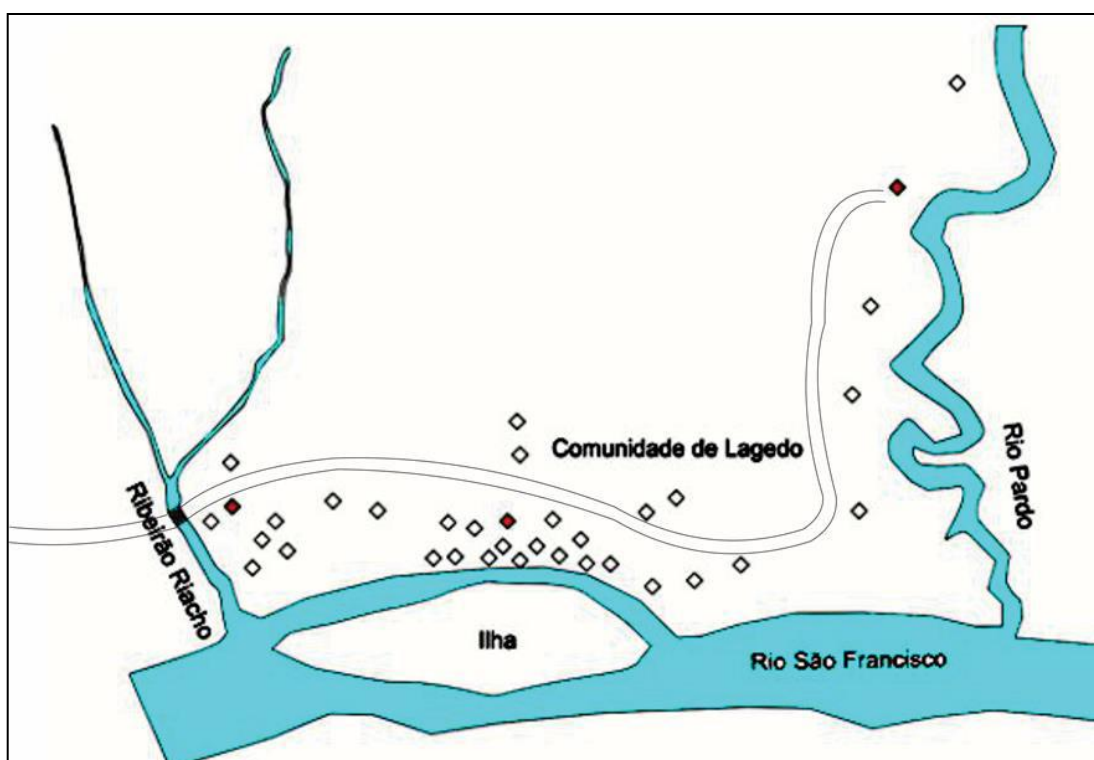 Comunidade de Lagedo
Ribeirão Riacho
Rio Pardo
Ilha
Rio São Francisco